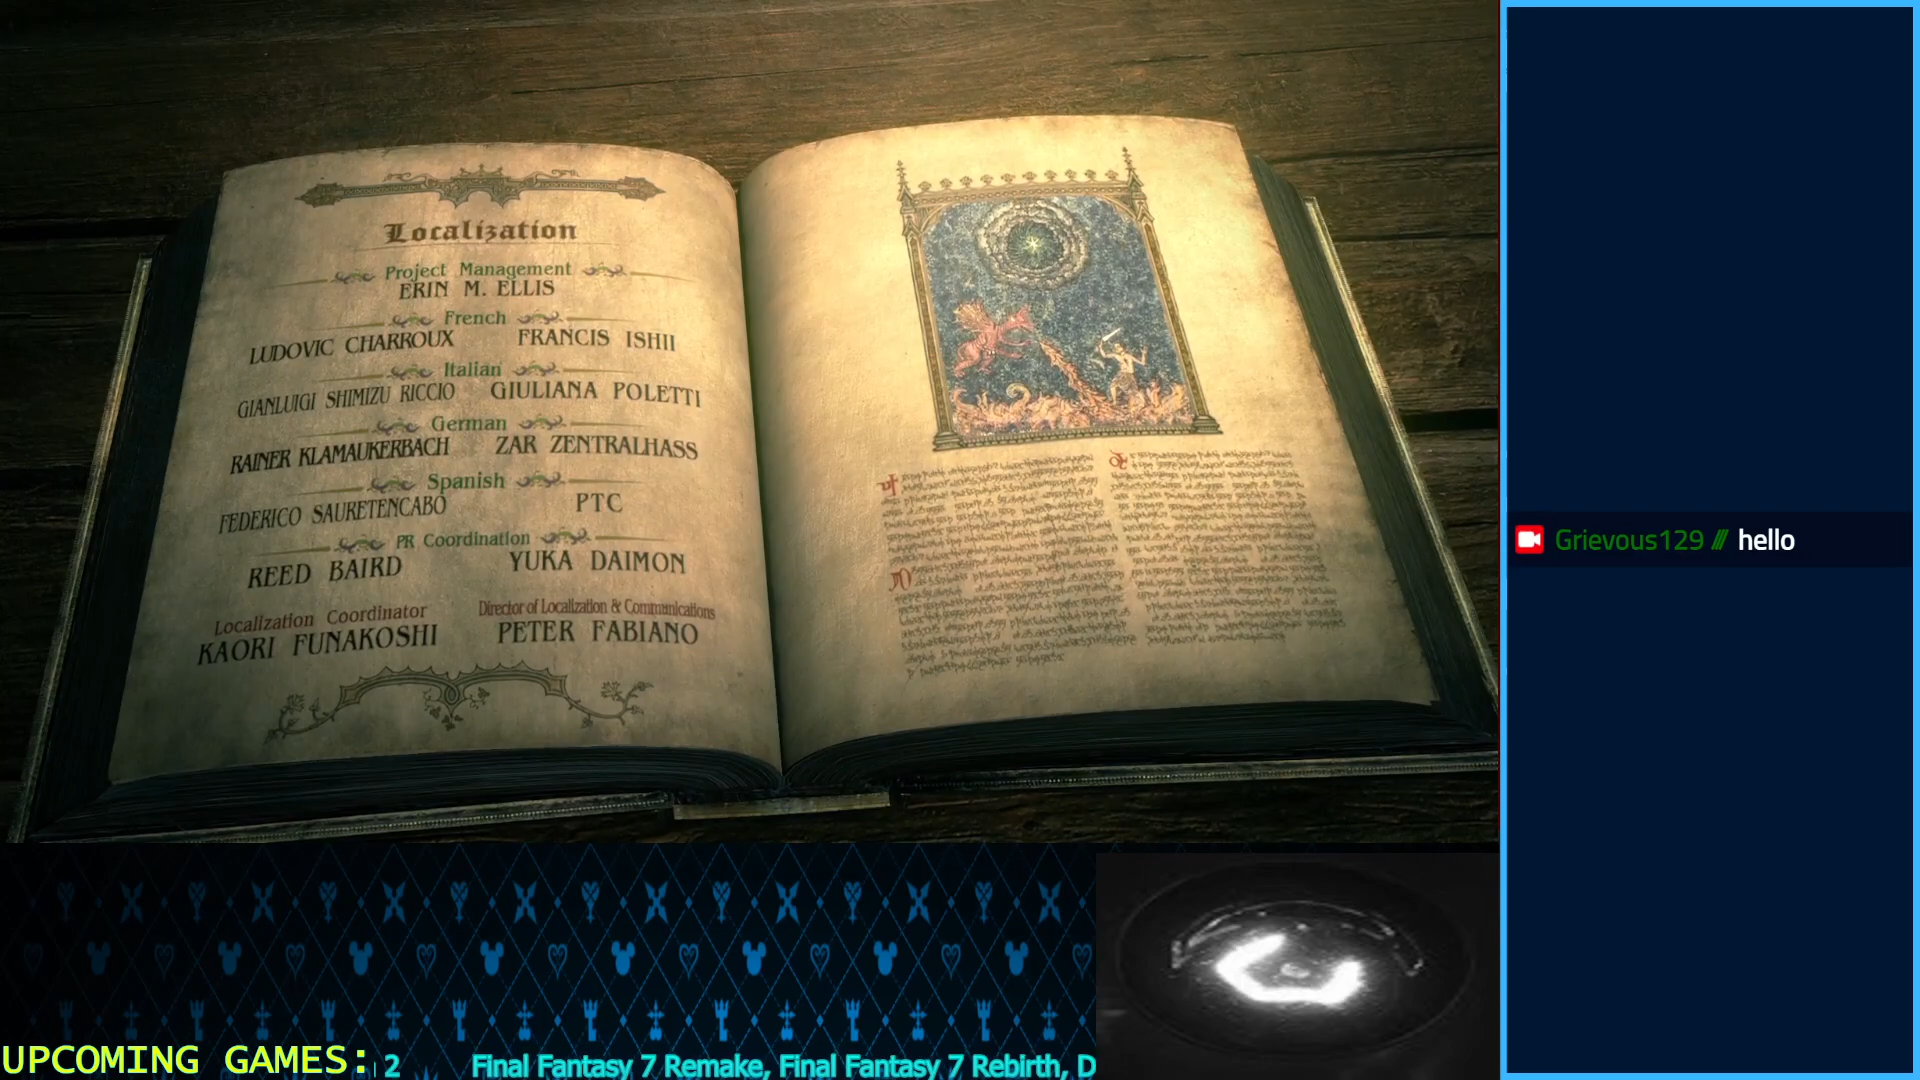 Localization
Project Management
ERIN M. ELLIS
French
LUDOVIC CHARROUX FRANCIS ISHII
Italian
GIANLUIGI SHIMIZU RICCIO GIULIANA POLETTI
German
RAINER KLAMAUKERBACH ZAR ZENTRALHASS
Spanish
FEDERICO SAURETENCABO PTC
PR Coordination
REED BAIRD YUKA DAIMON
Localization Coordinator Director of Localization & Communications
KAORI FUNAKOSHI PETER FABIANO
Grievous129 /// hello
UPCOMING GAMES: 2 Final Fantasy 7 Remake, Final Fantasy 7 Rebirth, D